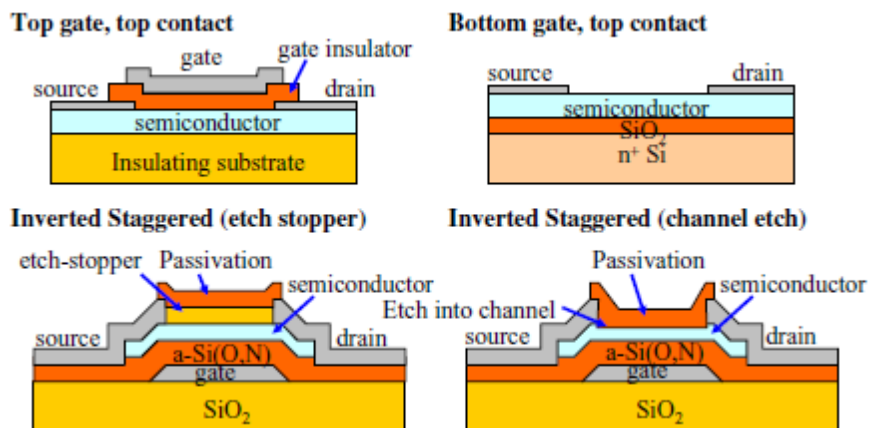 Top gate, top contact
gate
gate insulator
source
drain
semiconductor
Insulating substrate
Bottom gate, top contact
source
drain
semiconductor
SiO₂
n⁺ Si
Inverted Staggered (etch stopper)
etch-stopper
Passivation
semiconductor
source
drain
a-Si(O,N)
gate
SiO₂
Inverted Staggered (channel etch)
Passivation
semiconductor
Etch into channel
source
drain
a-Si(O,N)
gate
SiO₂